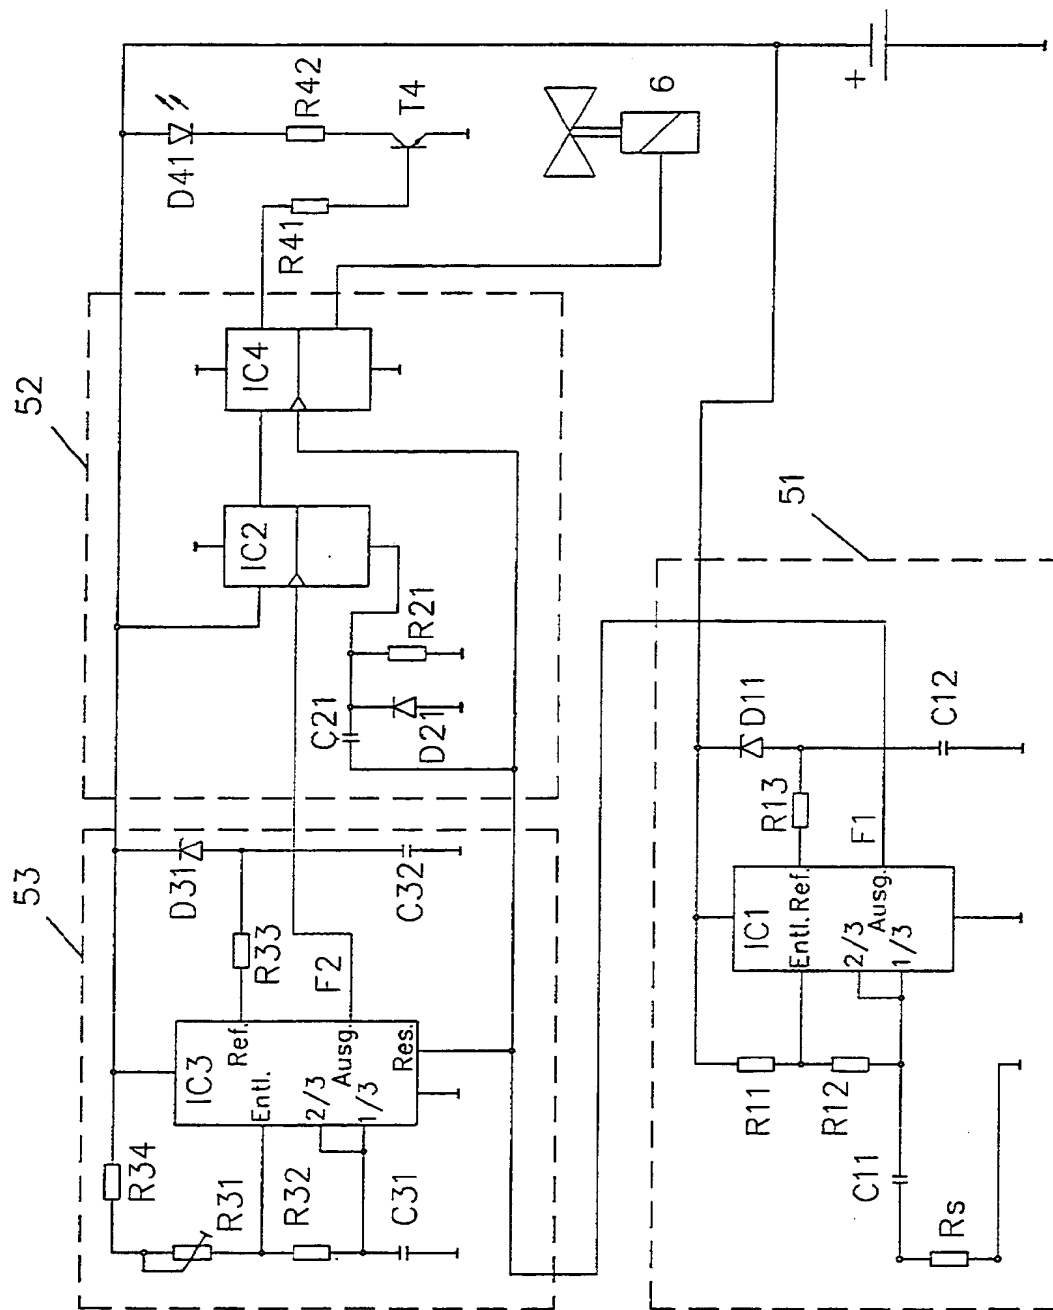 53
52
R34
R31
R32
C31
IC3
Ref.
Entl.
2/3
Ausg.
1/3
Res.
D31
R33
C32
F2
C21
D21
R21
IC2
IC4
D41
R42
R41
T4
6
+
51
R11
R12
C11
Rs
IC1
Entl.Ref.
2/3
Ausg.
1/3
R13
D11
C12
F1